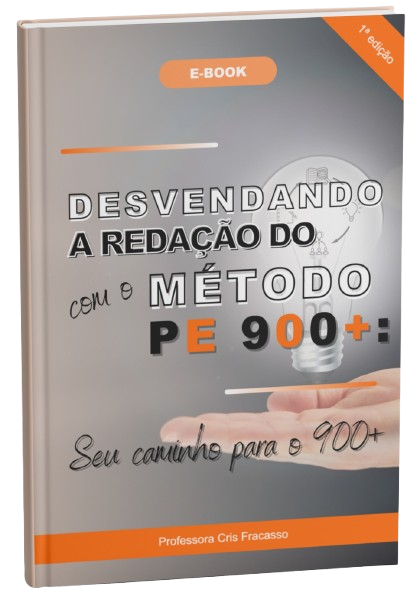 E-BOOK
1ª edição
DESVENDANDO
A REDAÇÃO DO
com o MÉTODO
PE 900+:
Seu caminho para o 900+
Professora Cris Fracasso